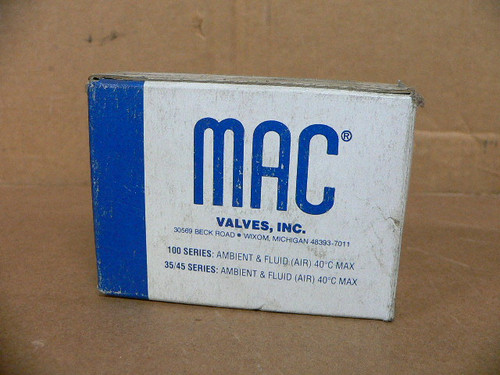 MAC®
VALVES, INC.
30569 BECK ROAD • WIXOM, MICHIGAN 48393-7011
100 SERIES: AMBIENT & FLUID (AIR) 40°C MAX
35/45 SERIES: AMBIENT & FLUID (AIR) 40°C MAX